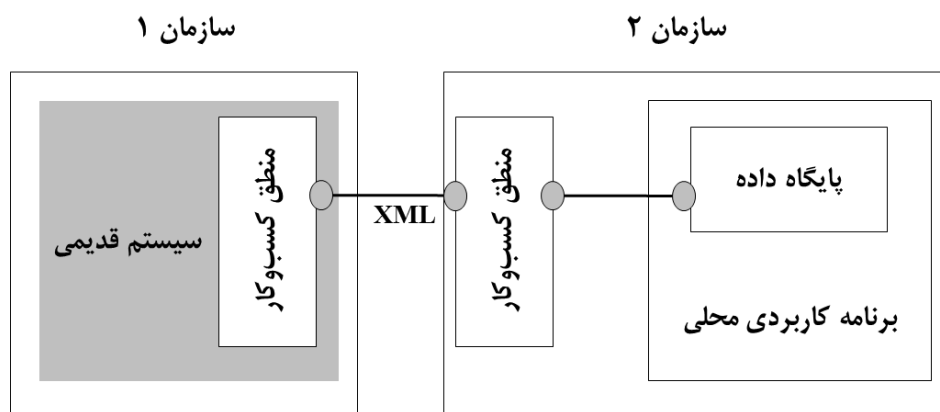 سازمان ۱
سازمان ۲
سیستم قدیمی
منطق کسب‌وکار
XML
منطق کسب‌وکار
پایگاه داده
برنامه کاربردی محلی